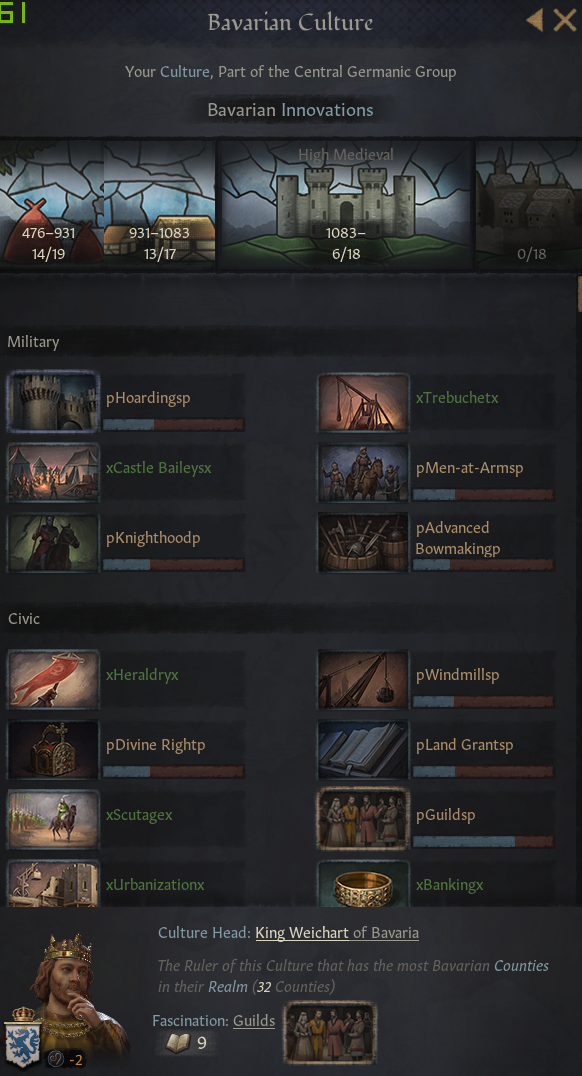 61
Bavarian Culture
Your Culture, Part of the Central Germanic Group
Bavarian Innovations
High Medieval
476–931
931–1083
1083–
14/19
13/17
6/18
0/18
Military
pHoardingsp
xTrebuchetx
xCastle Baileysx
pMen-at-Armsp
pKnighthoodp
pAdvanced
Bowmakingp
Civic
xHeraldryx
pWindmillsp
pDivine Rightp
pLand Grantsp
xScutagex
pGuildsp
xUrbanizationx
xBankingx
Culture Head: King Weichart of Bavaria
The Ruler of this Culture that has the most Bavarian Counties
in their Realm (32 Counties)
Fascination: Guilds
9
-2